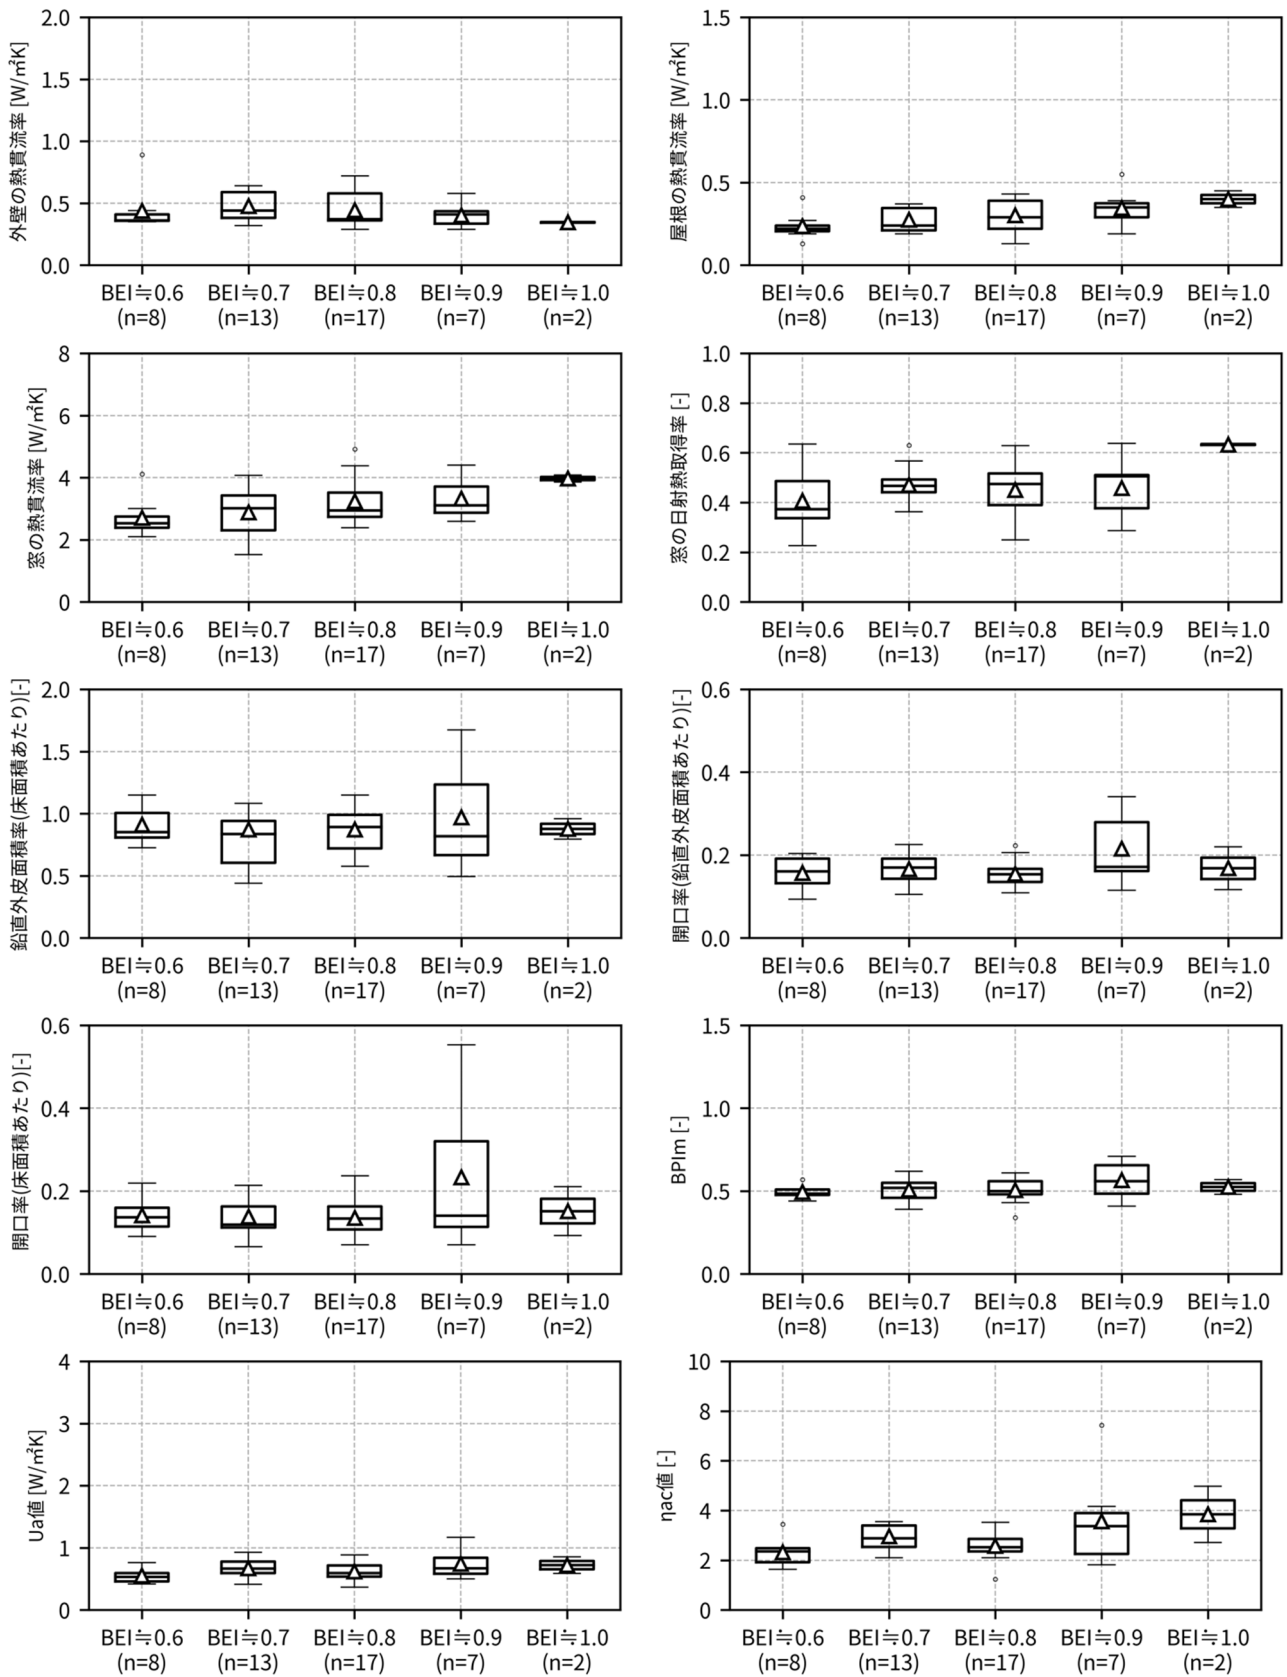 外壁の熱貫流率 [W/㎡K]
2.0
1.5
1.0
0.5
0.0
BEI≒0.6 BEI≒0.7 BEI≒0.8 BEI≒0.9 BEI≒1.0
(n=8) (n=13) (n=17) (n=7) (n=2)
屋根の熱貫流率 [W/㎡K]
1.5
1.0
0.5
0.0
BEI≒0.6 BEI≒0.7 BEI≒0.8 BEI≒0.9 BEI≒1.0
(n=8) (n=13) (n=17) (n=7) (n=2)
窓の熱貫流率 [W/㎡K]
8
6
4
2
0
BEI≒0.6 BEI≒0.7 BEI≒0.8 BEI≒0.9 BEI≒1.0
(n=8) (n=13) (n=17) (n=7) (n=2)
窓の日射熱取得率 [-]
1.0
0.8
0.6
0.4
0.2
0.0
BEI≒0.6 BEI≒0.7 BEI≒0.8 BEI≒0.9 BEI≒1.0
(n=8) (n=13) (n=17) (n=7) (n=2)
鉛直外皮面積率(床面積あたり)[-]
2.0
1.5
1.0
0.5
0.0
BEI≒0.6 BEI≒0.7 BEI≒0.8 BEI≒0.9 BEI≒1.0
(n=8) (n=13) (n=17) (n=7) (n=2)
開口率(鉛直外皮面積あたり)[-]
0.6
0.4
0.2
0.0
BEI≒0.6 BEI≒0.7 BEI≒0.8 BEI≒0.9 BEI≒1.0
(n=8) (n=13) (n=17) (n=7) (n=2)
開口率(床面積あたり)[-]
0.6
0.4
0.2
0.0
BEI≒0.6 BEI≒0.7 BEI≒0.8 BEI≒0.9 BEI≒1.0
(n=8) (n=13) (n=17) (n=7) (n=2)
BPIm [-]
1.5
1.0
0.5
0.0
BEI≒0.6 BEI≒0.7 BEI≒0.8 BEI≒0.9 BEI≒1.0
(n=8) (n=13) (n=17) (n=7) (n=2)
Ua値 [W/㎡K]
4
3
2
1
0
BEI≒0.6 BEI≒0.7 BEI≒0.8 BEI≒0.9 BEI≒1.0
(n=8) (n=13) (n=17) (n=7) (n=2)
ηac値 [-]
10
8
6
4
2
0
BEI≒0.6 BEI≒0.7 BEI≒0.8 BEI≒0.9 BEI≒1.0
(n=8) (n=13) (n=17) (n=7) (n=2)